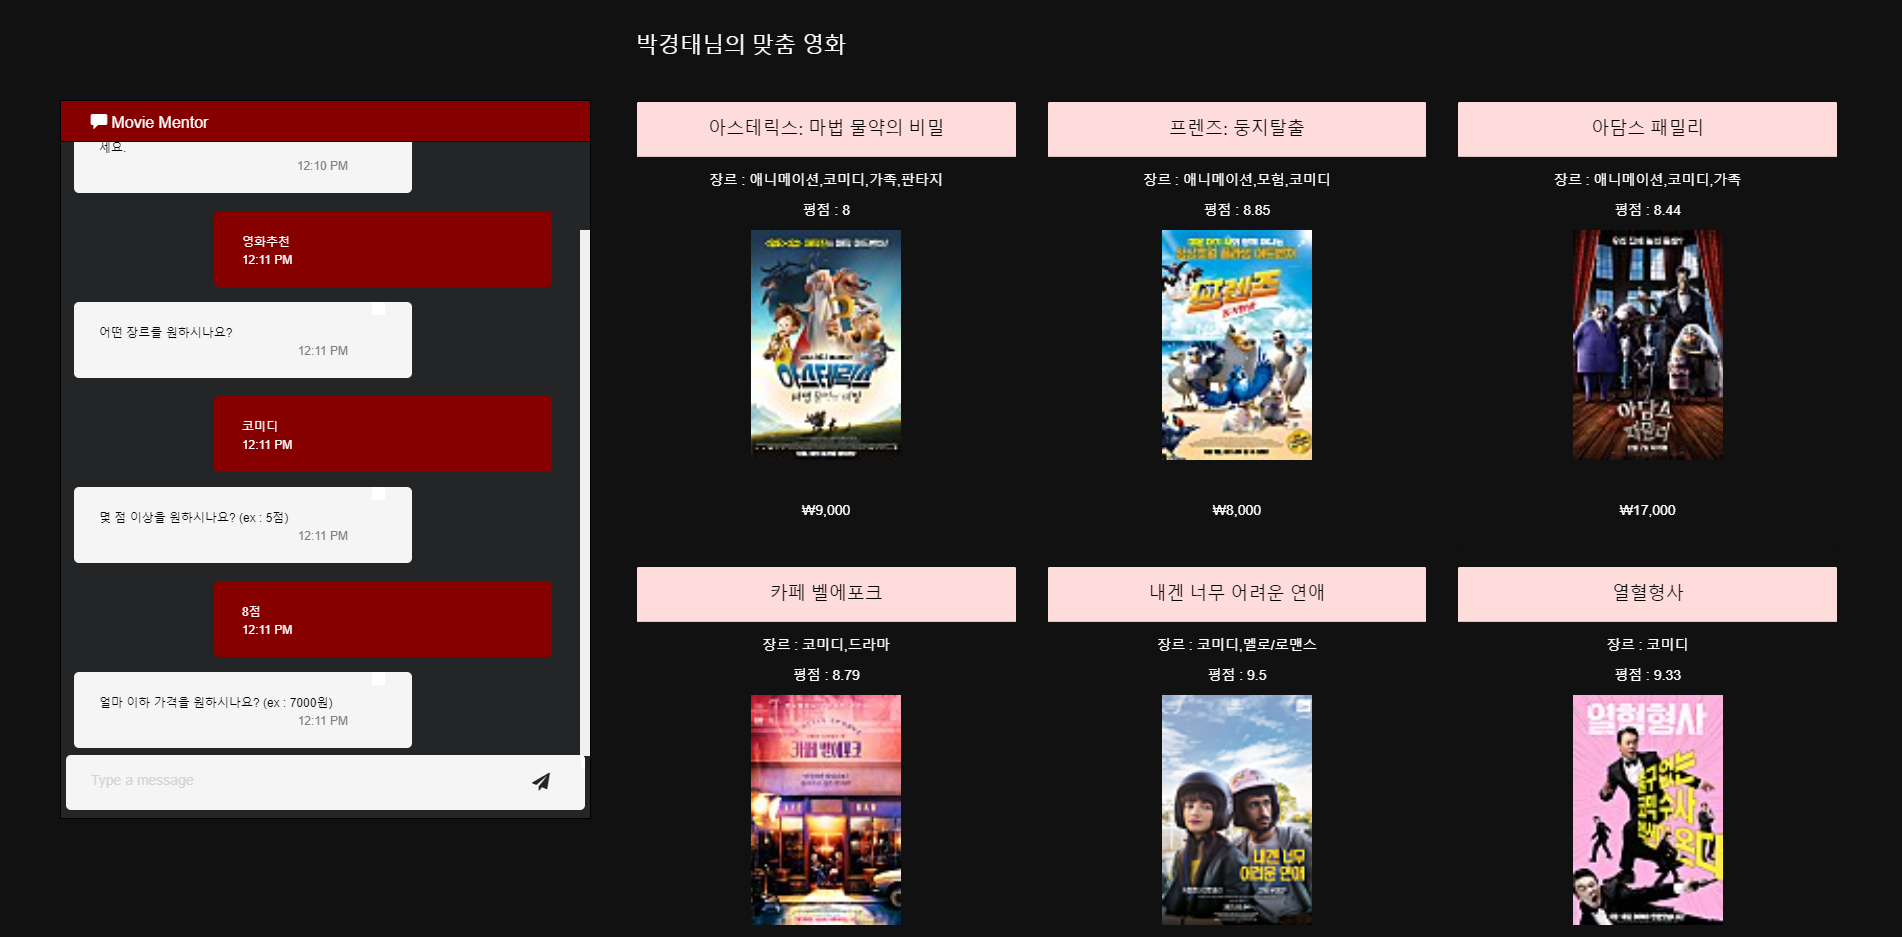 박경태님의 맞춤 영화
Movie Mentor
세요.
12:10 PM
영화추천
12:11 PM
어떤 장르를 원하시나요?
12:11 PM
코미디
12:11 PM
몇 점 이상을 원하시나요? (ex : 5점)
12:11 PM
8점
12:11 PM
얼마 이하 가격을 원하시나요? (ex : 7000원)
12:11 PM
Type a message
아스테릭스: 마법 물약의 비밀
장르 : 애니메이션,코미디,가족,판타지
평점 : 8
아스테릭스
마법 물약의 비밀
₩9,000
프렌즈: 둥지탈출
장르 : 애니메이션,모험,코미디
평점 : 8.85
프렌즈
둥지탈출
₩8,000
아담스 패밀리
장르 : 애니메이션,코미디,가족
평점 : 8.44
아담스
패밀리
₩17,000
카페 벨에포크
장르 : 코미디,드라마
평점 : 8.79
카페 벨에포크
내겐 너무 어려운 연애
장르 : 코미디,멜로/로맨스
평점 : 9.5
내겐 너무
어려운 연애
열혈형사
장르 : 코미디
평점 : 9.33
열혈형사